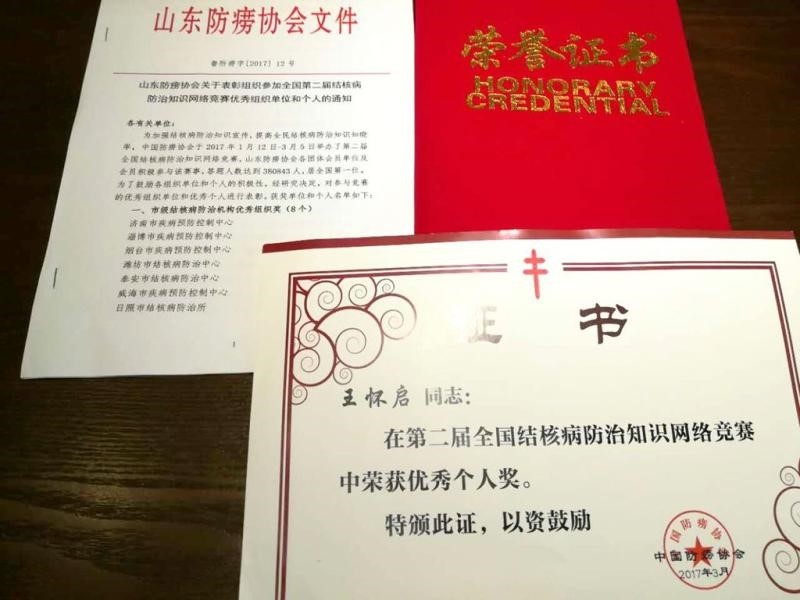 山东防痨协会文件
鲁防痨字[2017] 12 号
山东防痨协会关于表彰组织参加全国第二届结核病
防治知识网络竞赛优秀组织单位和个人的通知
各有关单位：
为加强结核病防治知识宣传，提高全民结核病防治知识知晓
率，中国防痨协会于 2017 年 1 月 12 日-3 月 5 日举办了第二届
全国结核病防治知识网络竞赛，山东防痨协会各团体会员单位及
会员积极参与该赛事，答题人数达到 380843 人，居全国第一位。
为了鼓励各组织单位和个人的积极性，经研究决定，对参与竞赛
的优秀组织单位和优秀个人进行表彰，获奖单位和个人名单如下：
一、市级结核病防治机构优秀组织奖（8 个）
济南市疾病预防控制中心
淄博市疾病预防控制中心
烟台市疾病预防控制中心
潍坊市结核病防治中心
泰安市结核病防治中心
威海市疾病预防控制中心
日照市结核病防治所
荣誉证书
HONORARY
CREDENTIAL
证 书
王怀启 同志：
在第二届全国结核病防治知识网络竞赛
中荣获优秀个人奖。
特颁此证，以资鼓励
国防痨协
中国防痨协会
2017年3月